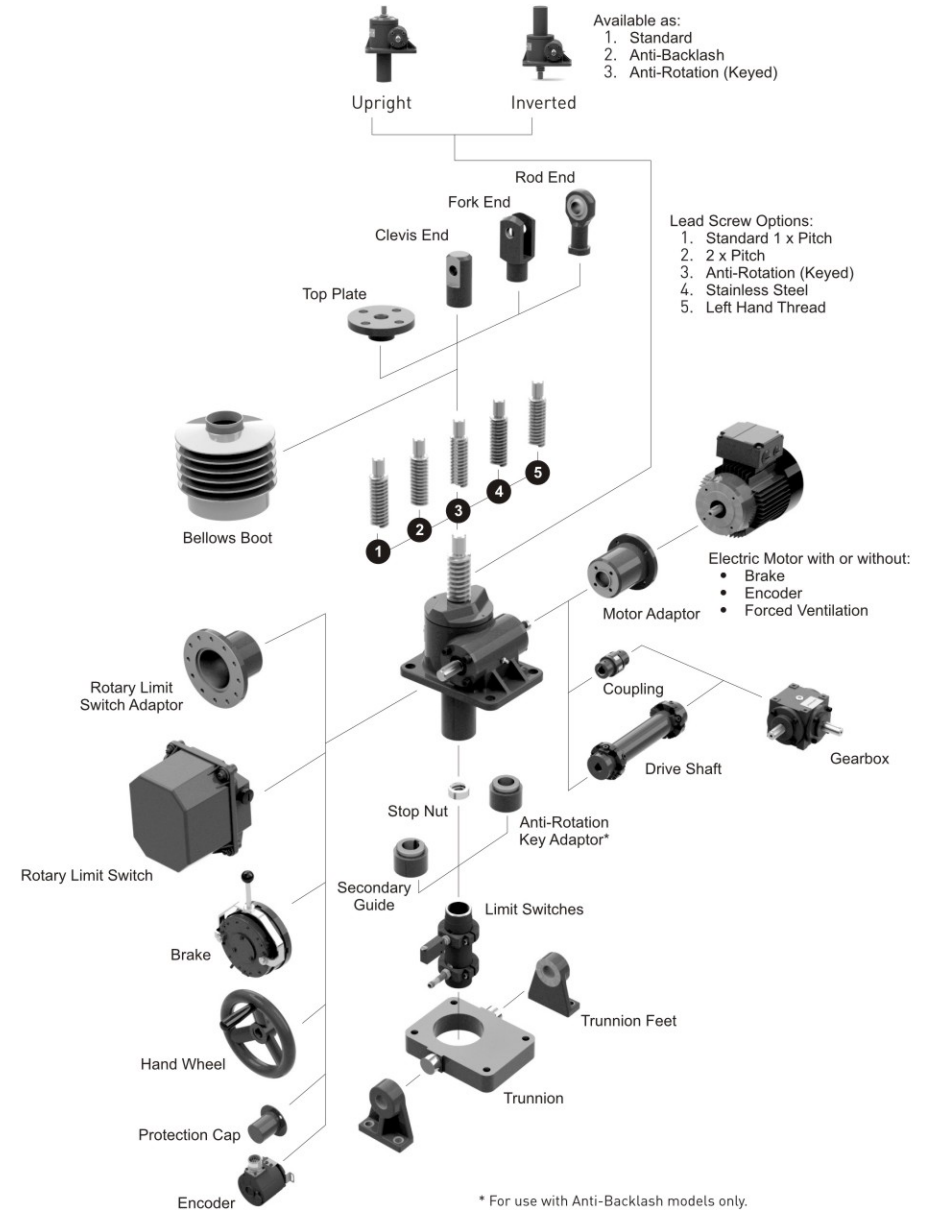 Available as:
1. Standard
2. Anti-Backlash
3. Anti-Rotation (Keyed)
Upright
Inverted
Rod End
Fork End
Clevis End
Top Plate
Lead Screw Options:
1. Standard 1 x Pitch
2. 2 x Pitch
3. Anti-Rotation (Keyed)
4. Stainless Steel
5. Left Hand Thread
Bellows Boot
1
2
3
4
5
Electric Motor with or without:
• Brake
• Encoder
• Forced Ventilation
Motor Adaptor
Rotary Limit
Switch Adaptor
Coupling
Drive Shaft
Gearbox
Stop Nut
Anti-Rotation
Key Adaptor*
Rotary Limit Switch
Secondary
Guide
Limit Switches
Brake
Trunnion Feet
Hand Wheel
Trunnion
Protection Cap
Encoder
* For use with Anti-Backlash models only.